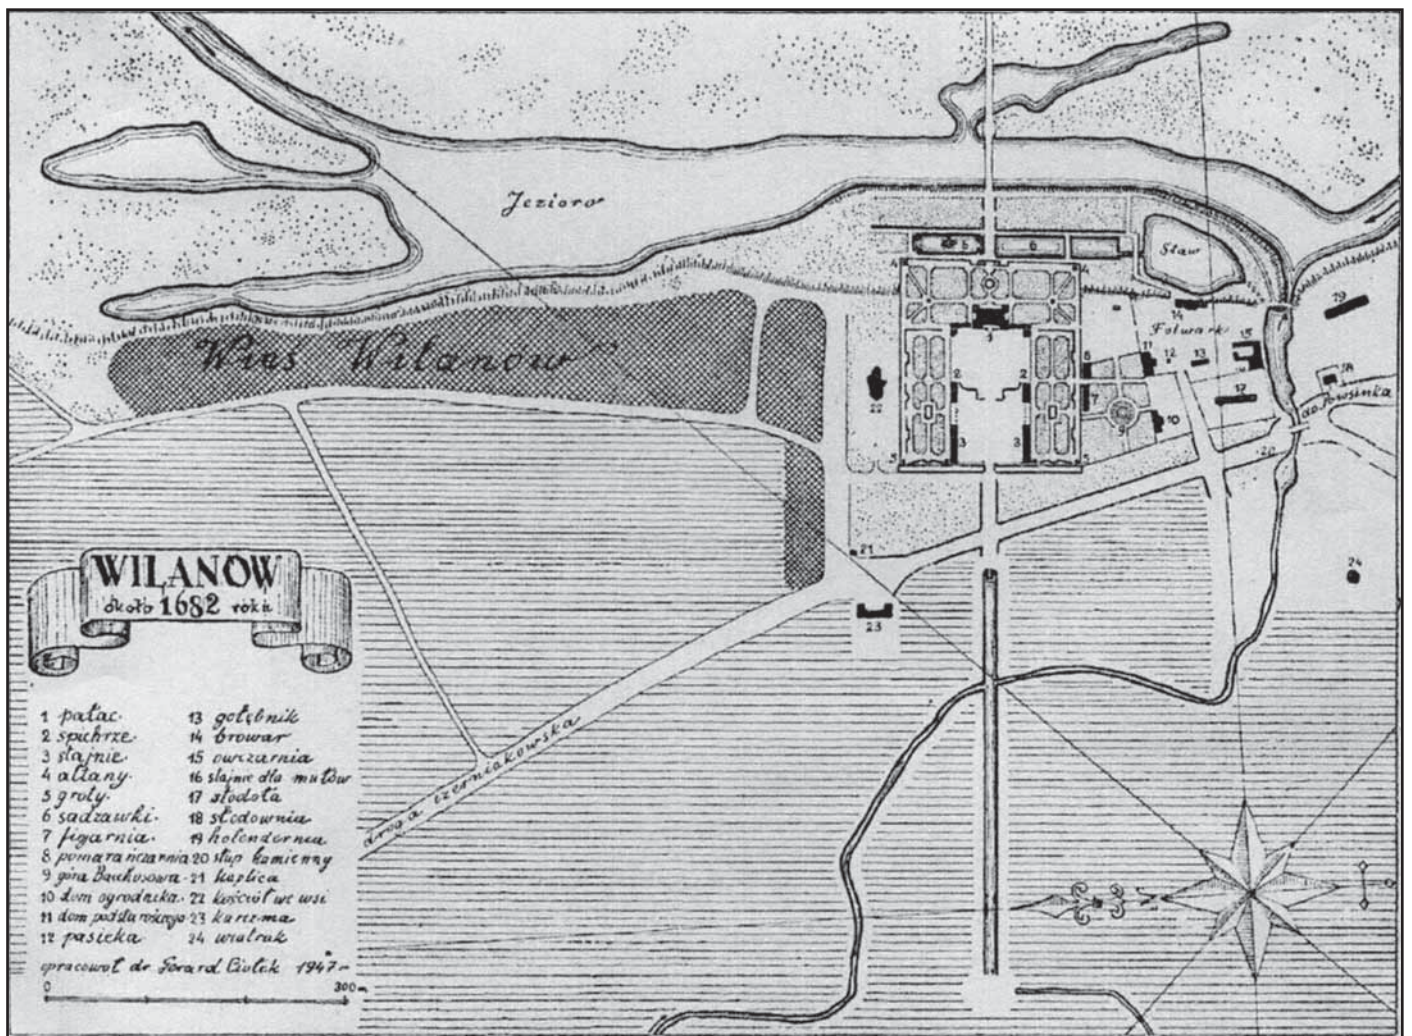 Jezioro
Staw
Folwark
Wieś Wilanów
do Powsinka
droga czerniakowska
WILANÓW
około 1682 roku
1 pałac
2 spichrze
3 stajnie
4 altany
5 groty
6 sadzawki
7 figarnia
8 pomarańczarnia
9 góra Bachusowa
10 dom ogrodnika
11 dom podstarościego
12 pasieka
13 gołębnik
14 browar
15 owczarnia
16 stajnie dla mułów
17 stodoła
18 słodownia
19 holendernia
20 słup kamienny
21 kaplica
22 kościół we wsi
23 karczma
24 wiatrak
opracował dr. Gerard Ciołek 1947
0 300 m